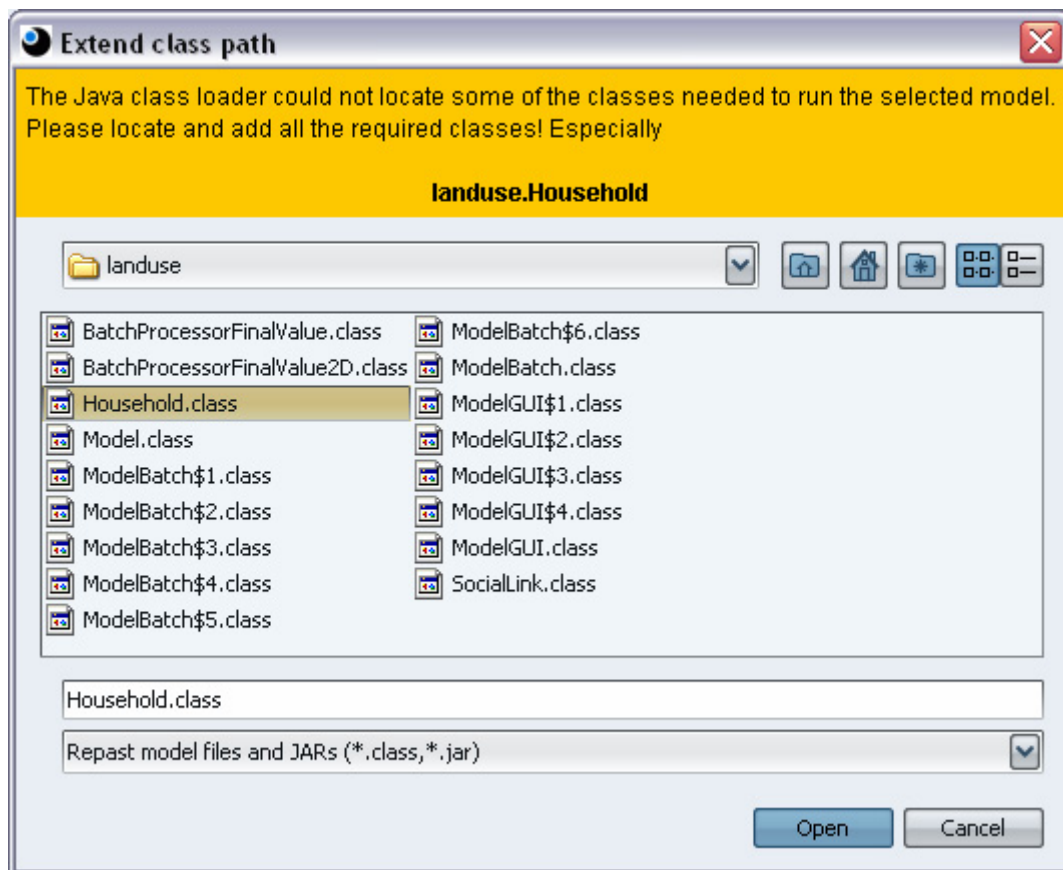 Extend class path
The Java class loader could not locate some of the classes needed to run the selected model.
Please locate and add all the required classes! Especially
landuse.Household
landuse
BatchProcessorFinalValue.class
BatchProcessorFinalValue2D.class
Household.class
Model.class
ModelBatch$1.class
ModelBatch$2.class
ModelBatch$3.class
ModelBatch$4.class
ModelBatch$5.class
ModelBatch$6.class
ModelBatch.class
ModelGUI$1.class
ModelGUI$2.class
ModelGUI$3.class
ModelGUI$4.class
ModelGUI.class
SocialLink.class
Household.class
Repast model files and JARs (*.class,*.jar)
Open
Cancel